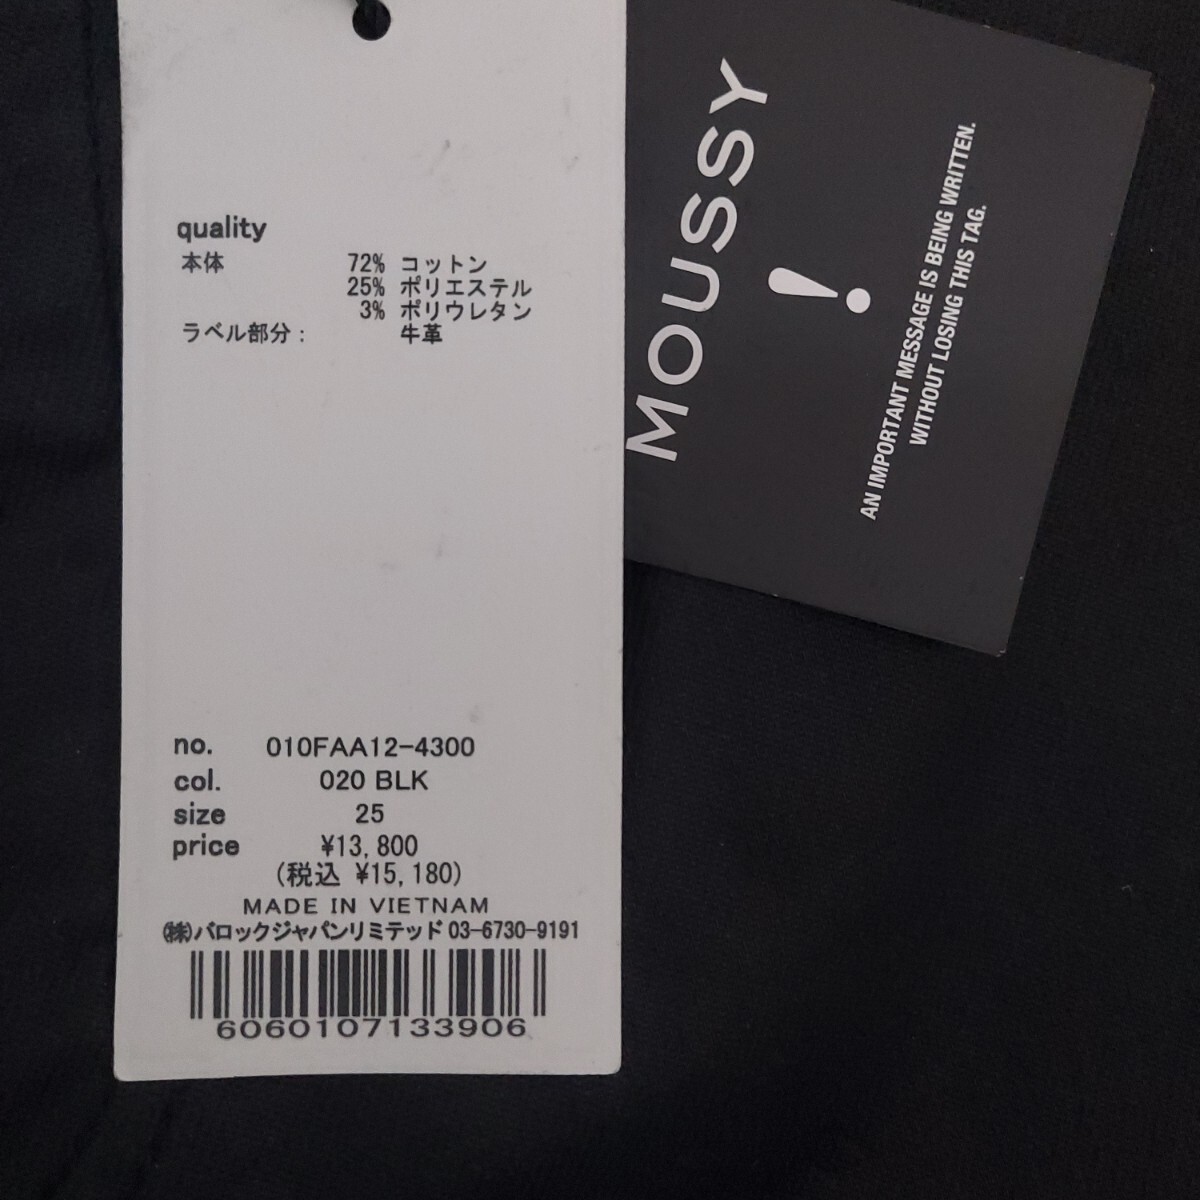 quality
本体 72% コットン
25% ポリエステル
3% ポリウレタン
ラベル部分： 牛革
no. 010FAA12-4300
col. 020 BLK
size 25
price ¥13,800
(税込 ¥15,180)
MADE IN VIETNAM
㈱バロックジャパンリミテッド 03-6730-9191
6060107133906
MOUSSY
!
AN IMPORTANT MESSAGE IS BEING WRITTEN.
WITHOUT LOSING THIS TAG.